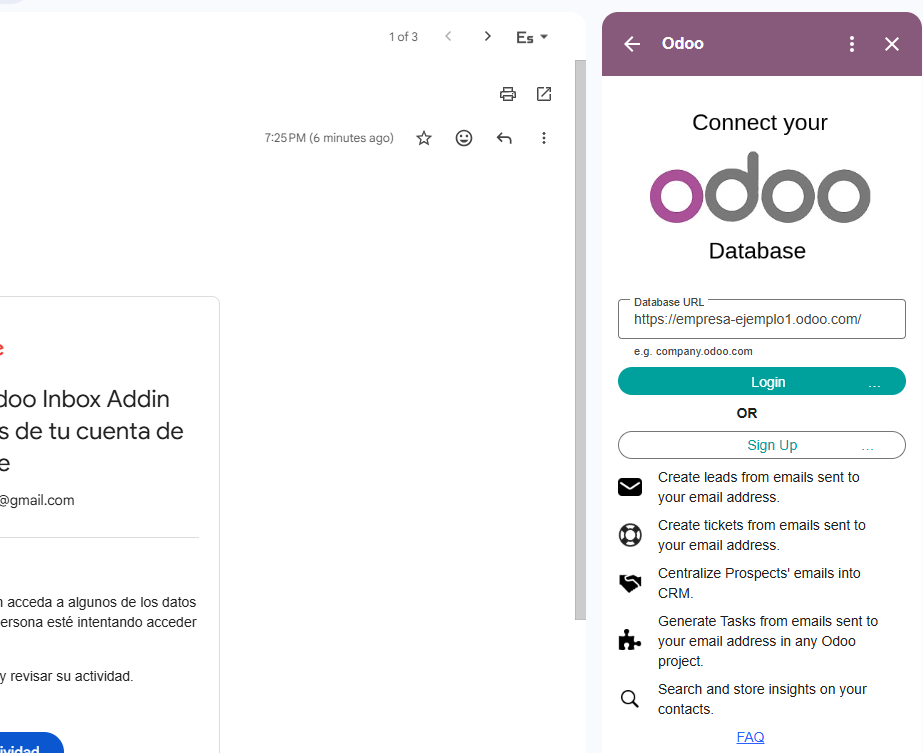 1 of 3
Es
7:25 PM (6 minutes ago)
doo Inbox Addin
s de tu cuenta de
e
@gmail.com
acceda a algunos de los datos
ersona esté intentando acceder
y revisar su actividad.
Odoo
Connect your
odoo
Database
Database URL
https://empresa-ejemplo1.odoo.com/
e.g. company.odoo.com
Login ...
OR
Sign Up ...
Create leads from emails sent to
your email address.
Create tickets from emails sent to
your email address.
Centralize Prospects' emails into
CRM.
Generate Tasks from emails sent to
your email address in any Odoo
project.
Search and store insights on your
contacts.
FAQ